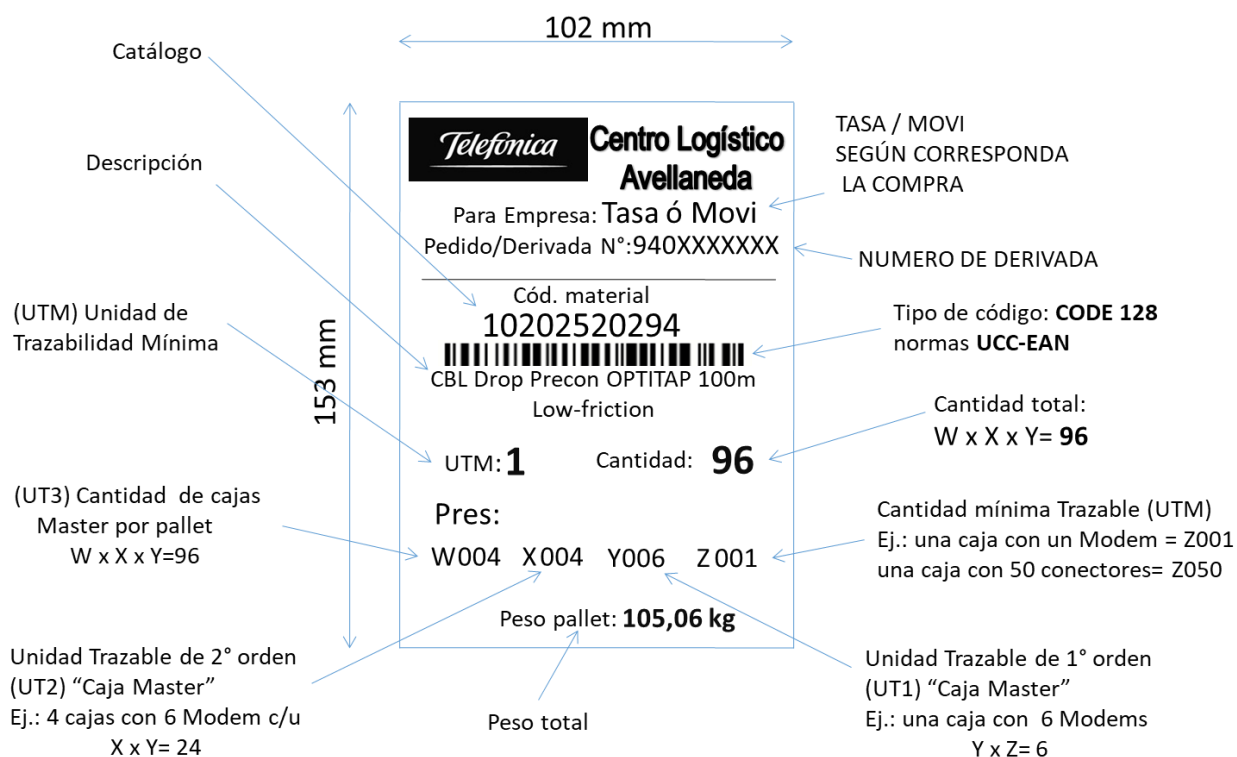 102 mm
Catálogo
Descripción
(UTM) Unidad de
Trazabilidad Mínima
153 mm
(UT3) Cantidad de cajas
Master por pallet
W x X x Y=96
Unidad Trazable de 2° orden
(UT2) “Caja Master”
Ej.: 4 cajas con 6 Modem c/u
X x Y= 24
Telefónica
Centro Logístico
Avellaneda
Para Empresa: Tasa ó Movi
Pedido/Derivada N°:940XXXXXXX
Cód. material
10202520294
CBL Drop Precon OPTITAP 100m
Low-friction
UTM: 1 Cantidad: 96
Pres:
W004 X004 Y006 Z001
Peso pallet: 105,06 kg
Peso total
TASA / MOVI
SEGÚN CORRESPONDA
LA COMPRA
NUMERO DE DERIVADA
Tipo de código: CODE 128
normas UCC-EAN
Cantidad total:
W x X x Y= 96
Cantidad mínima Trazable (UTM)
Ej.: una caja con un Modem = Z001
una caja con 50 conectores= Z050
Unidad Trazable de 1° orden
(UT1) “Caja Master”
Ej.: una caja con 6 Modems
Y x Z= 6